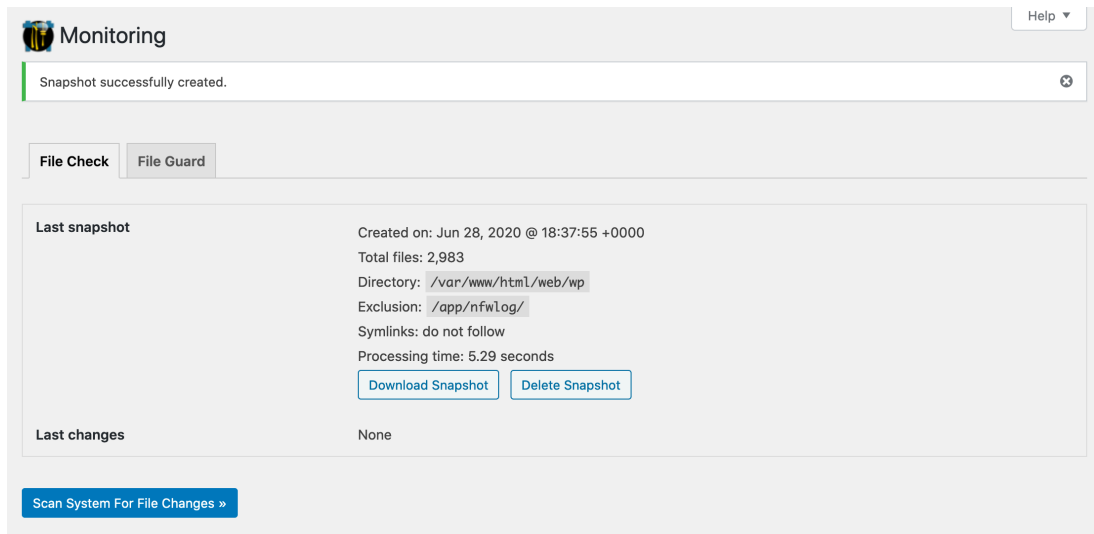 Help ▼
Monitoring
Snapshot successfully created.
File Check File Guard
Last snapshot
Created on: Jun 28, 2020 @ 18:37:55 +0000
Total files: 2,983
Directory: /var/www/html/web/wp
Exclusion: /app/nfwlog/
Symlinks: do not follow
Processing time: 5.29 seconds
Download Snapshot Delete Snapshot
Last changes None
Scan System For File Changes »